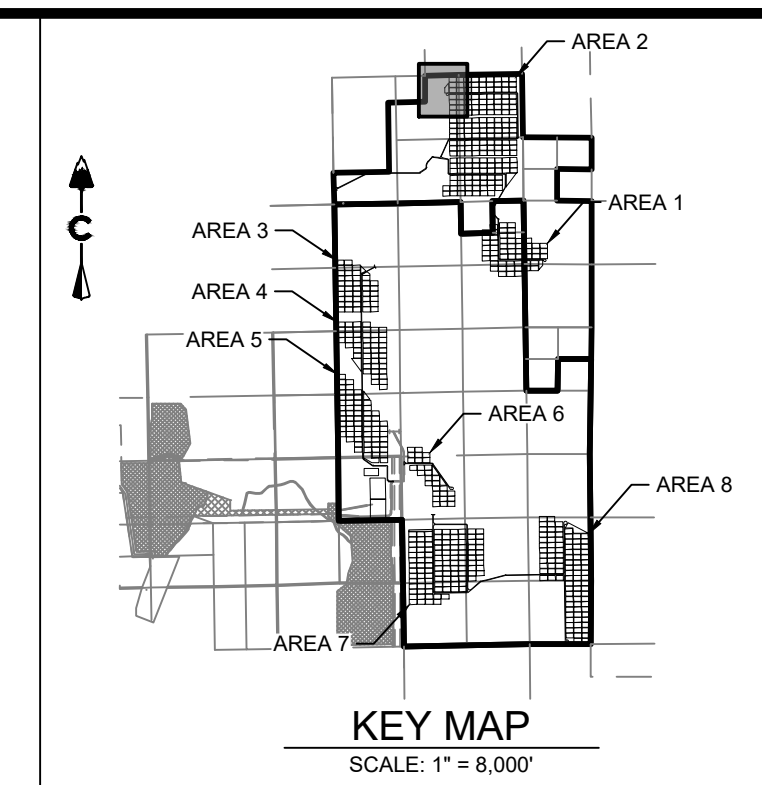 AREA 2
AREA 1
AREA 3
AREA 4
AREA 5
AREA 6
AREA 8
AREA 7
C
KEY MAP
SCALE: 1" = 8,000'